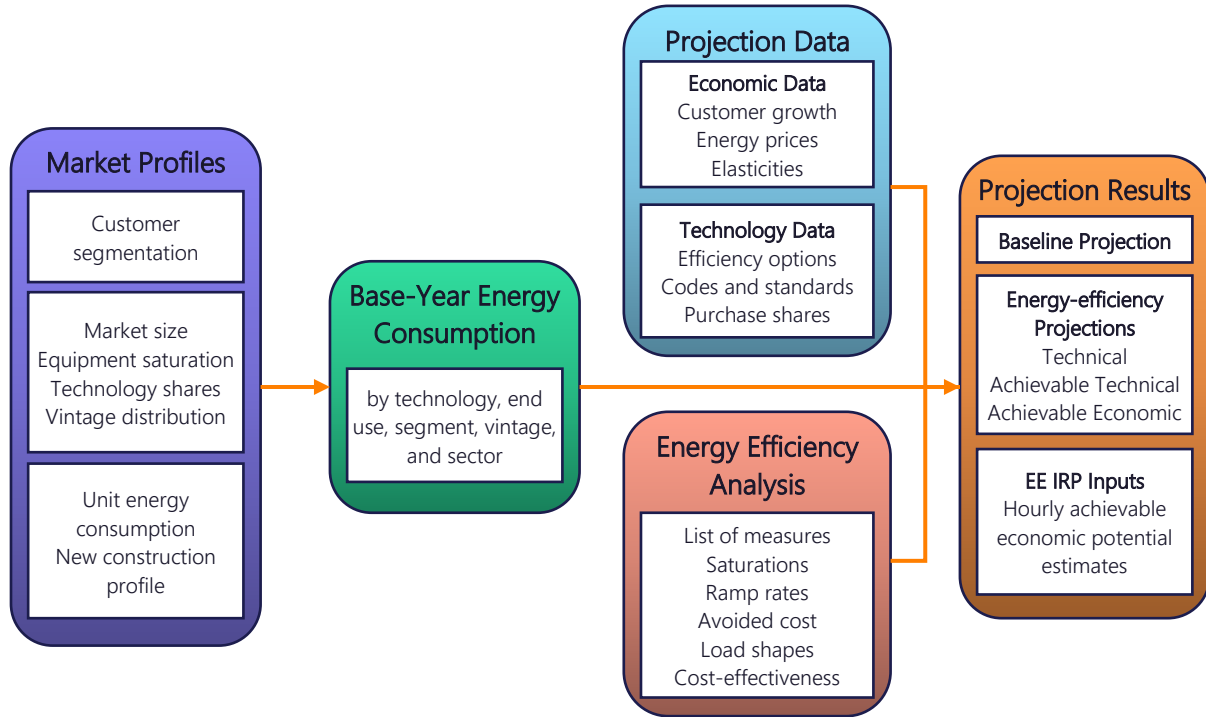 Market Profiles
Customer
segmentation
Market size
Equipment saturation
Technology shares
Vintage distribution
Unit energy
consumption
New construction
profile
Base-Year Energy
Consumption
by technology, end
use, segment, vintage,
and sector
Projection Data
Economic Data
Customer growth
Energy prices
Elasticities
Technology Data
Efficiency options
Codes and standards
Purchase shares
Energy Efficiency
Analysis
List of measures
Saturations
Ramp rates
Avoided cost
Load shapes
Cost-effectiveness
Projection Results
Baseline Projection
Energy-efficiency
Projections
Technical
Achievable Technical
Achievable Economic
EE IRP Inputs
Hourly achievable
economic potential
estimates